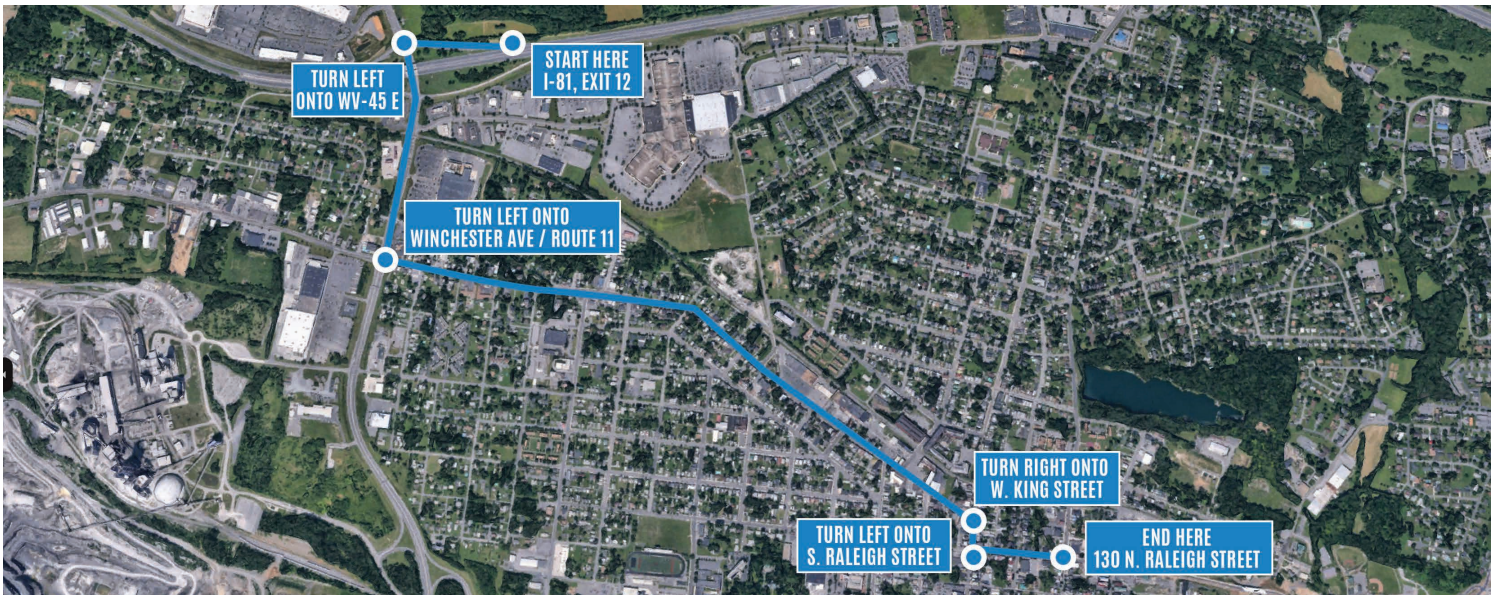 START HERE
I-81, EXIT 12
TURN LEFT
ONTO WV-45 E
TURN LEFT ONTO
WINCHESTER AVE / ROUTE 11
TURN RIGHT ONTO
W. KING STREET
TURN LEFT ONTO
S. RALEIGH STREET
END HERE
130 N. RALEIGH STREET